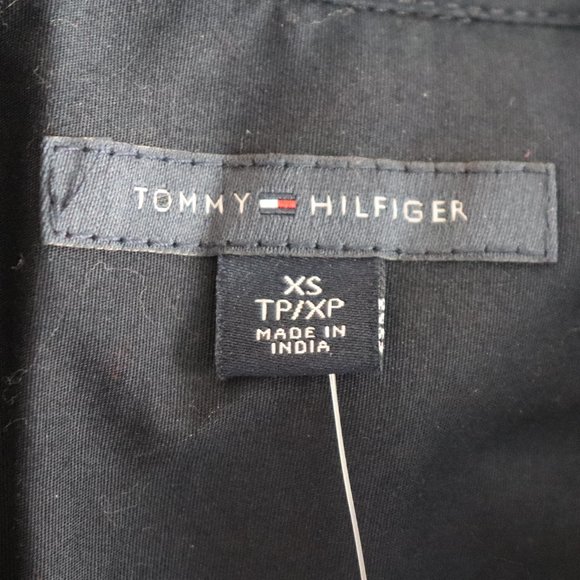 TOMMY HILFIGER
XS
TP/XP
MADE IN
INDIA